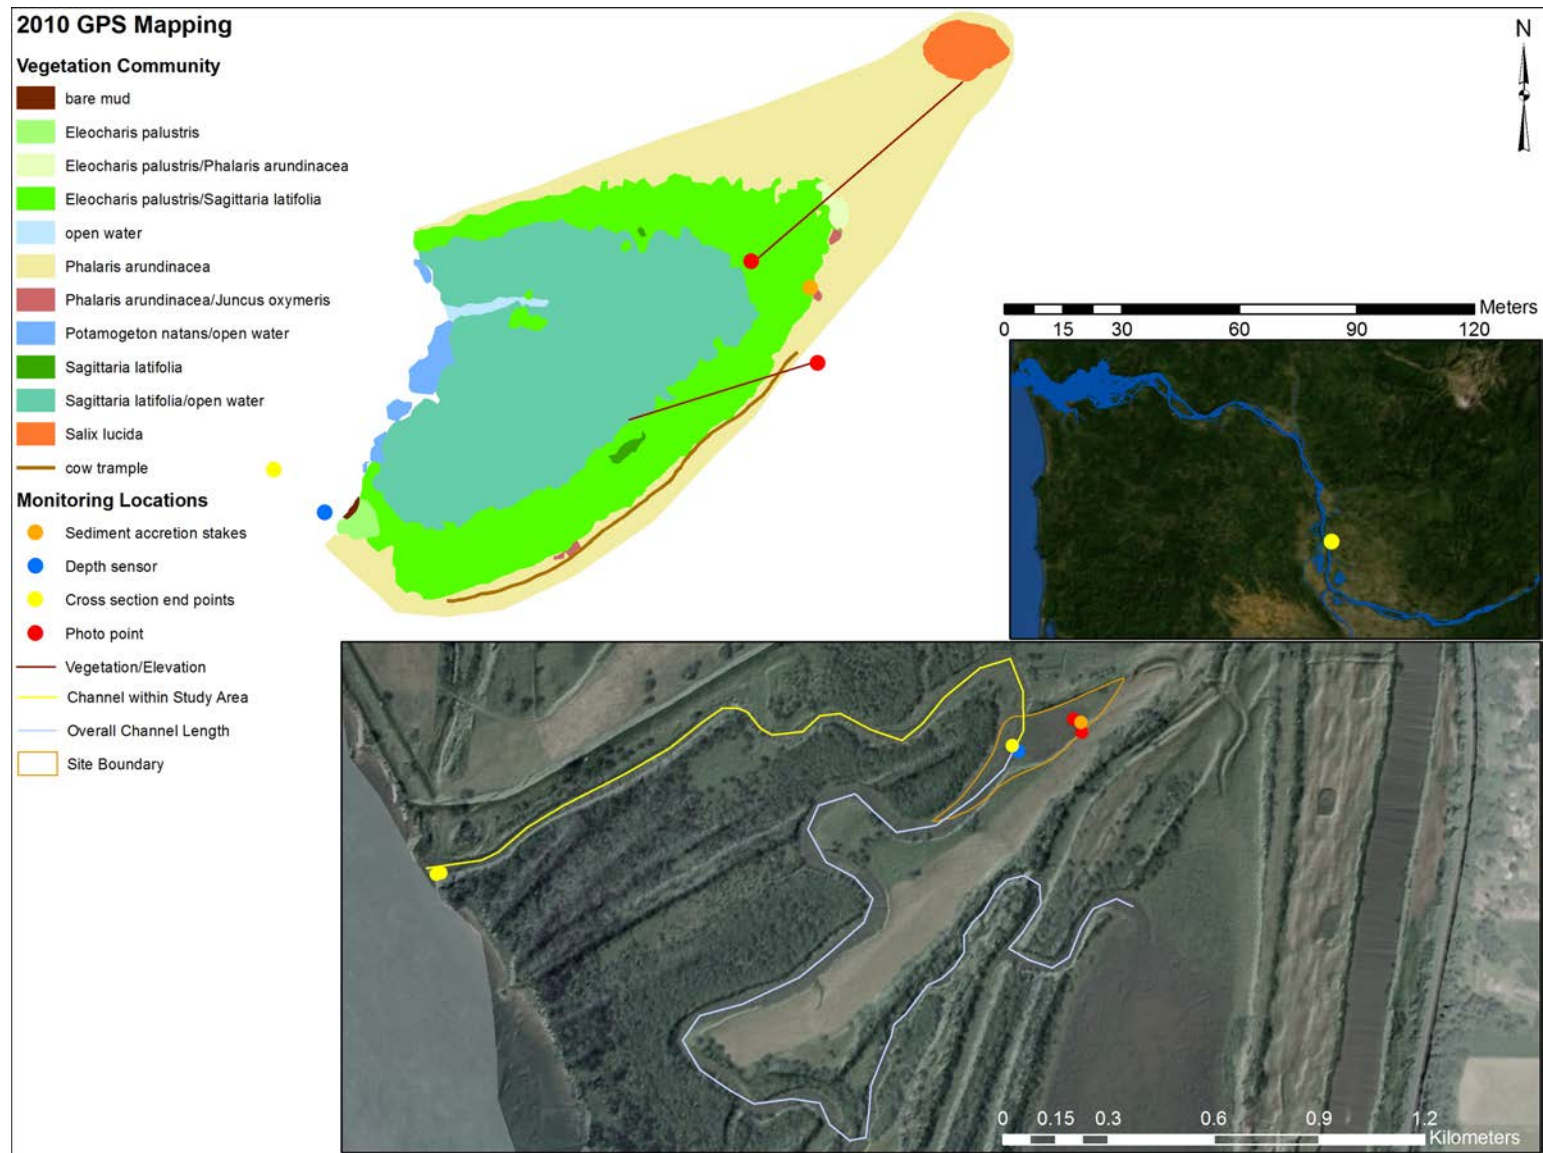 2010 GPS Mapping
Vegetation Community
bare mud
Eleocharis palustris
Eleocharis palustris/Phalaris arundinacea
Eleocharis palustris/Sagittaria latifolia
open water
Phalaris arundinacea
Phalaris arundinacea/Juncus oxymeris
Potamogeton natans/open water
Sagittaria latifolia
Sagittaria latifolia/open water
Salix lucida
cow trample
Monitoring Locations
Sediment accretion stakes
Depth sensor
Cross section end points
Photo point
Vegetation/Elevation
Channel within Study Area
Overall Channel Length
Site Boundary
N
Meters
0 15 30 60 90 120
0 0.15 0.3 0.6 0.9 1.2
Kilometers